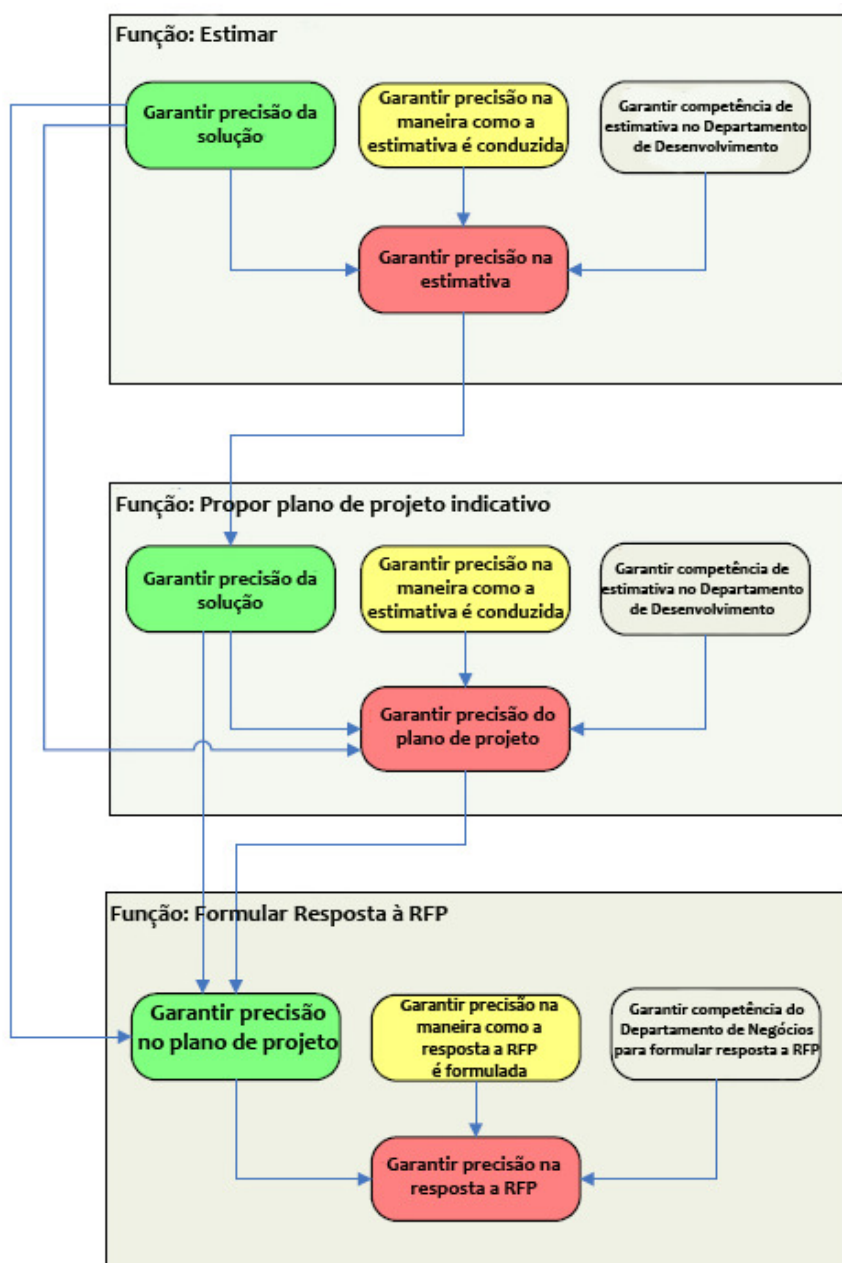 Função: Estimar
Garantir precisão da
solução
Garantir precisão na
maneira como a
estimativa é conduzida
Garantir competência de
estimativa no Departamento
de Desenvolvimento
Garantir precisão na
estimativa
Função: Propor plano de projeto indicativo
Garantir precisão da
solução
Garantir precisão na
maneira como a
estimativa é conduzida
Garantir competência de
estimativa no Departamento
de Desenvolvimento
Garantir precisão do
plano de projeto
Função: Formular Resposta à RFP
Garantir precisão
no plano de projeto
Garantir precisão na
maneira como a
resposta a RFP
é formulada
Garantir competência do
Departamento de Negócios
para formular resposta a RFP
Garantir precisão na
resposta a RFP